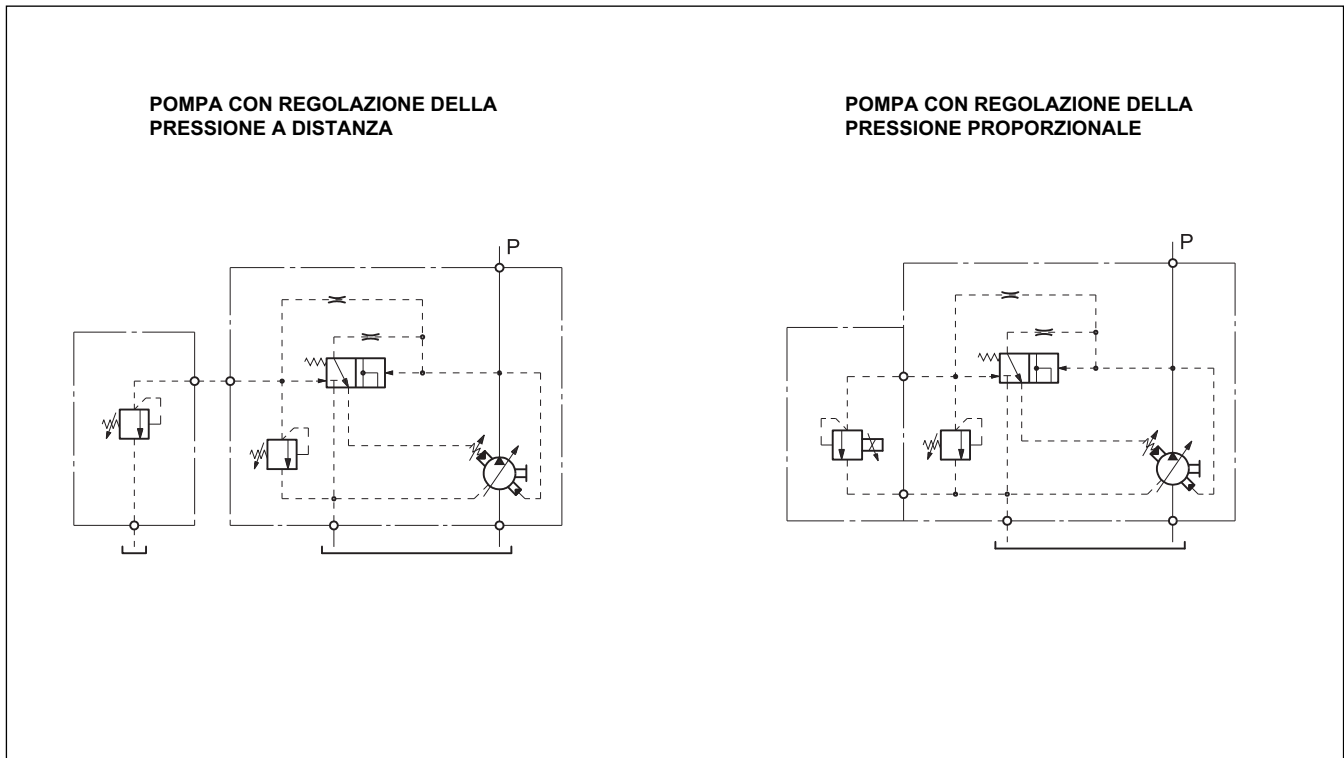 POMPA CON REGOLAZIONE DELLA
PRESSIONE A DISTANZA
POMPA CON REGOLAZIONE DELLA
PRESSIONE PROPORZIONALE
P
P